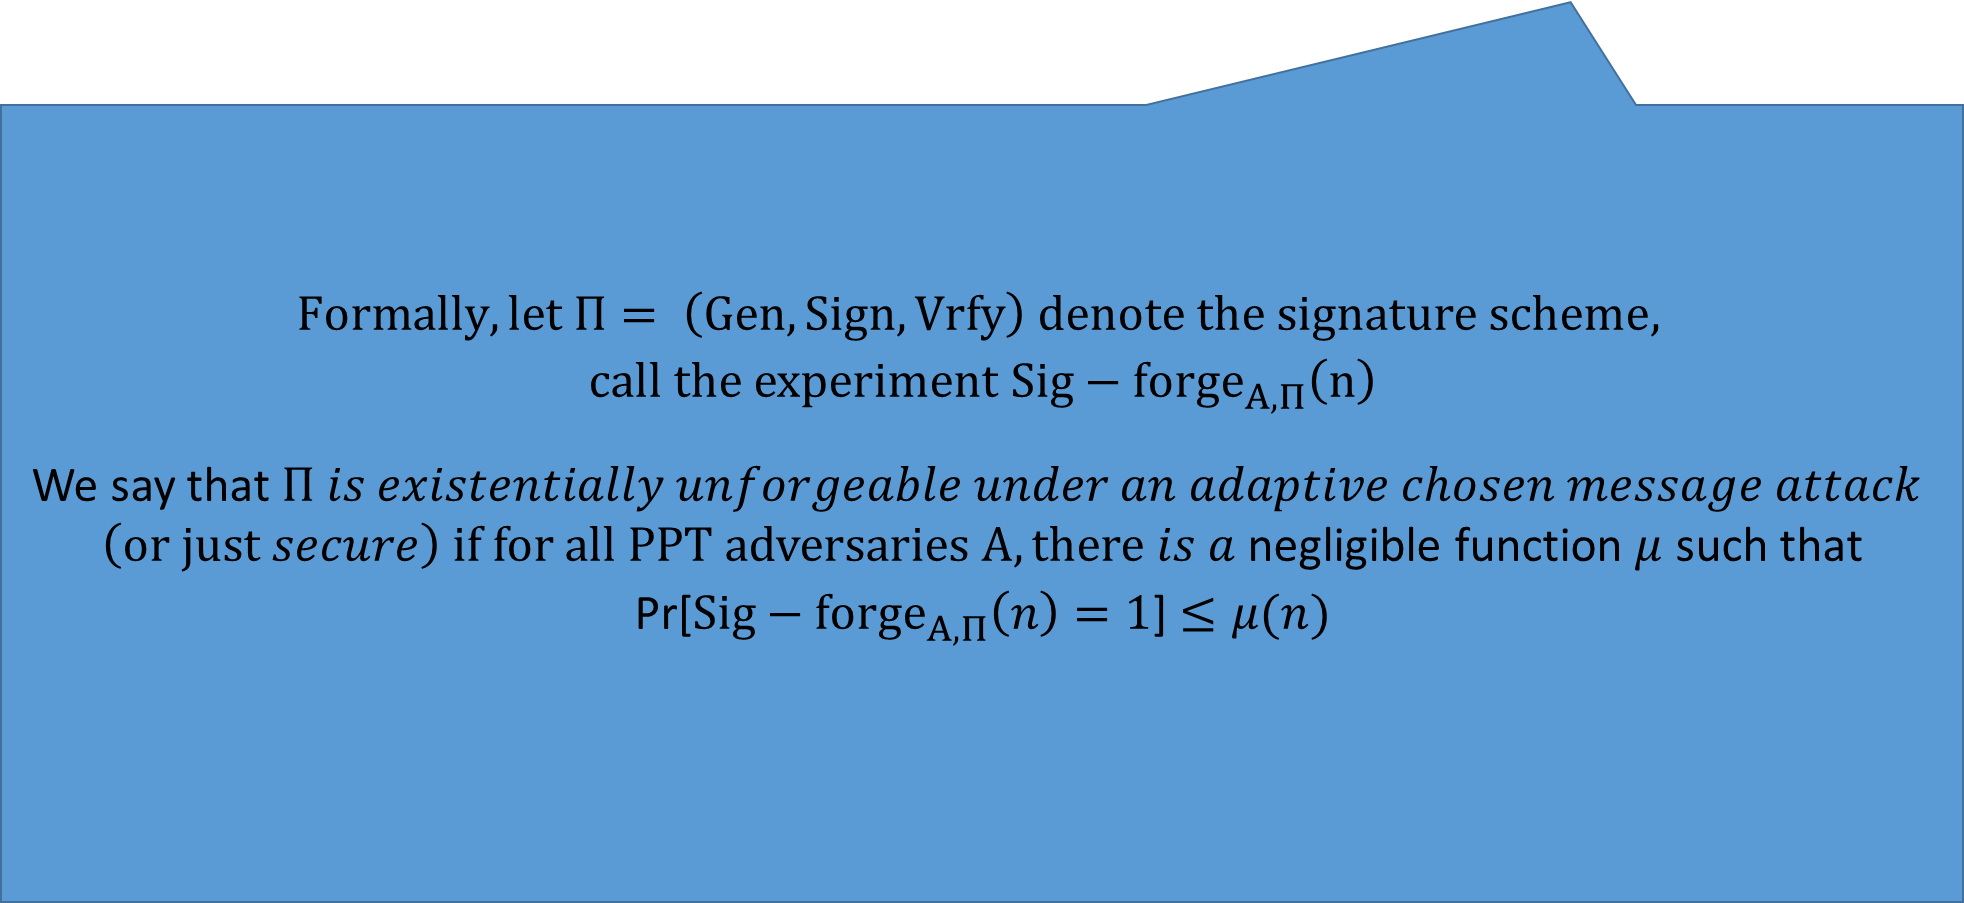 Formally, let Π = (Gen, Sign, Vrfy) denote the signature scheme,
call the experiment Sig − forge_{A,Π}(n)
We say that Π is existentially unforgeable under an adaptive chosen message attack
(or just secure) if for all PPT adversaries A, there is a negligible function μ such that
Pr[Sig − forge_{A,Π}(n) = 1] ≤ μ(n)